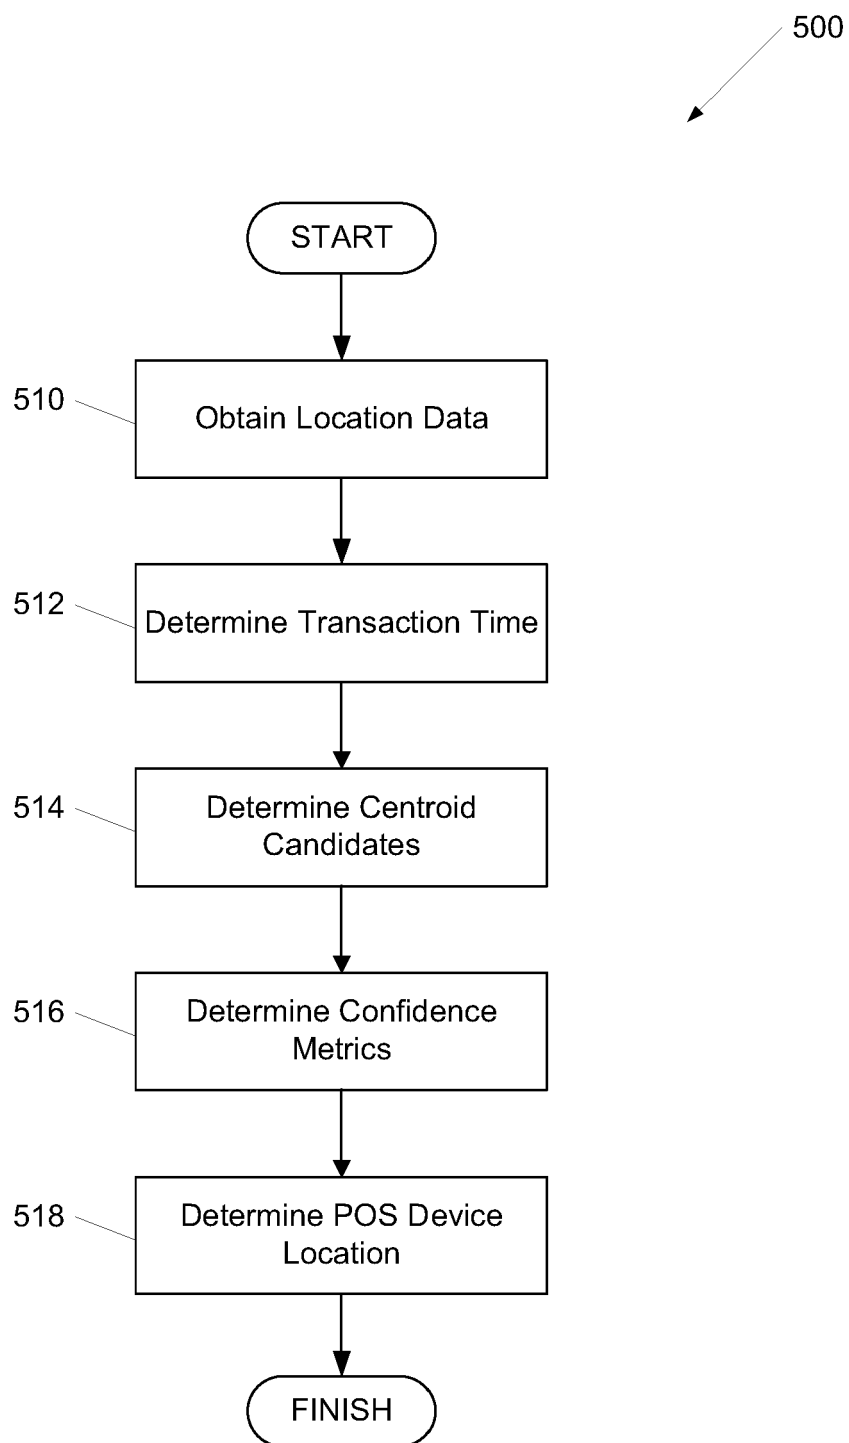 500
START
510
Obtain Location Data
512
Determine Transaction Time
514
Determine Centroid
Candidates
516
Determine Confidence
Metrics
518
Determine POS Device
Location
FINISH